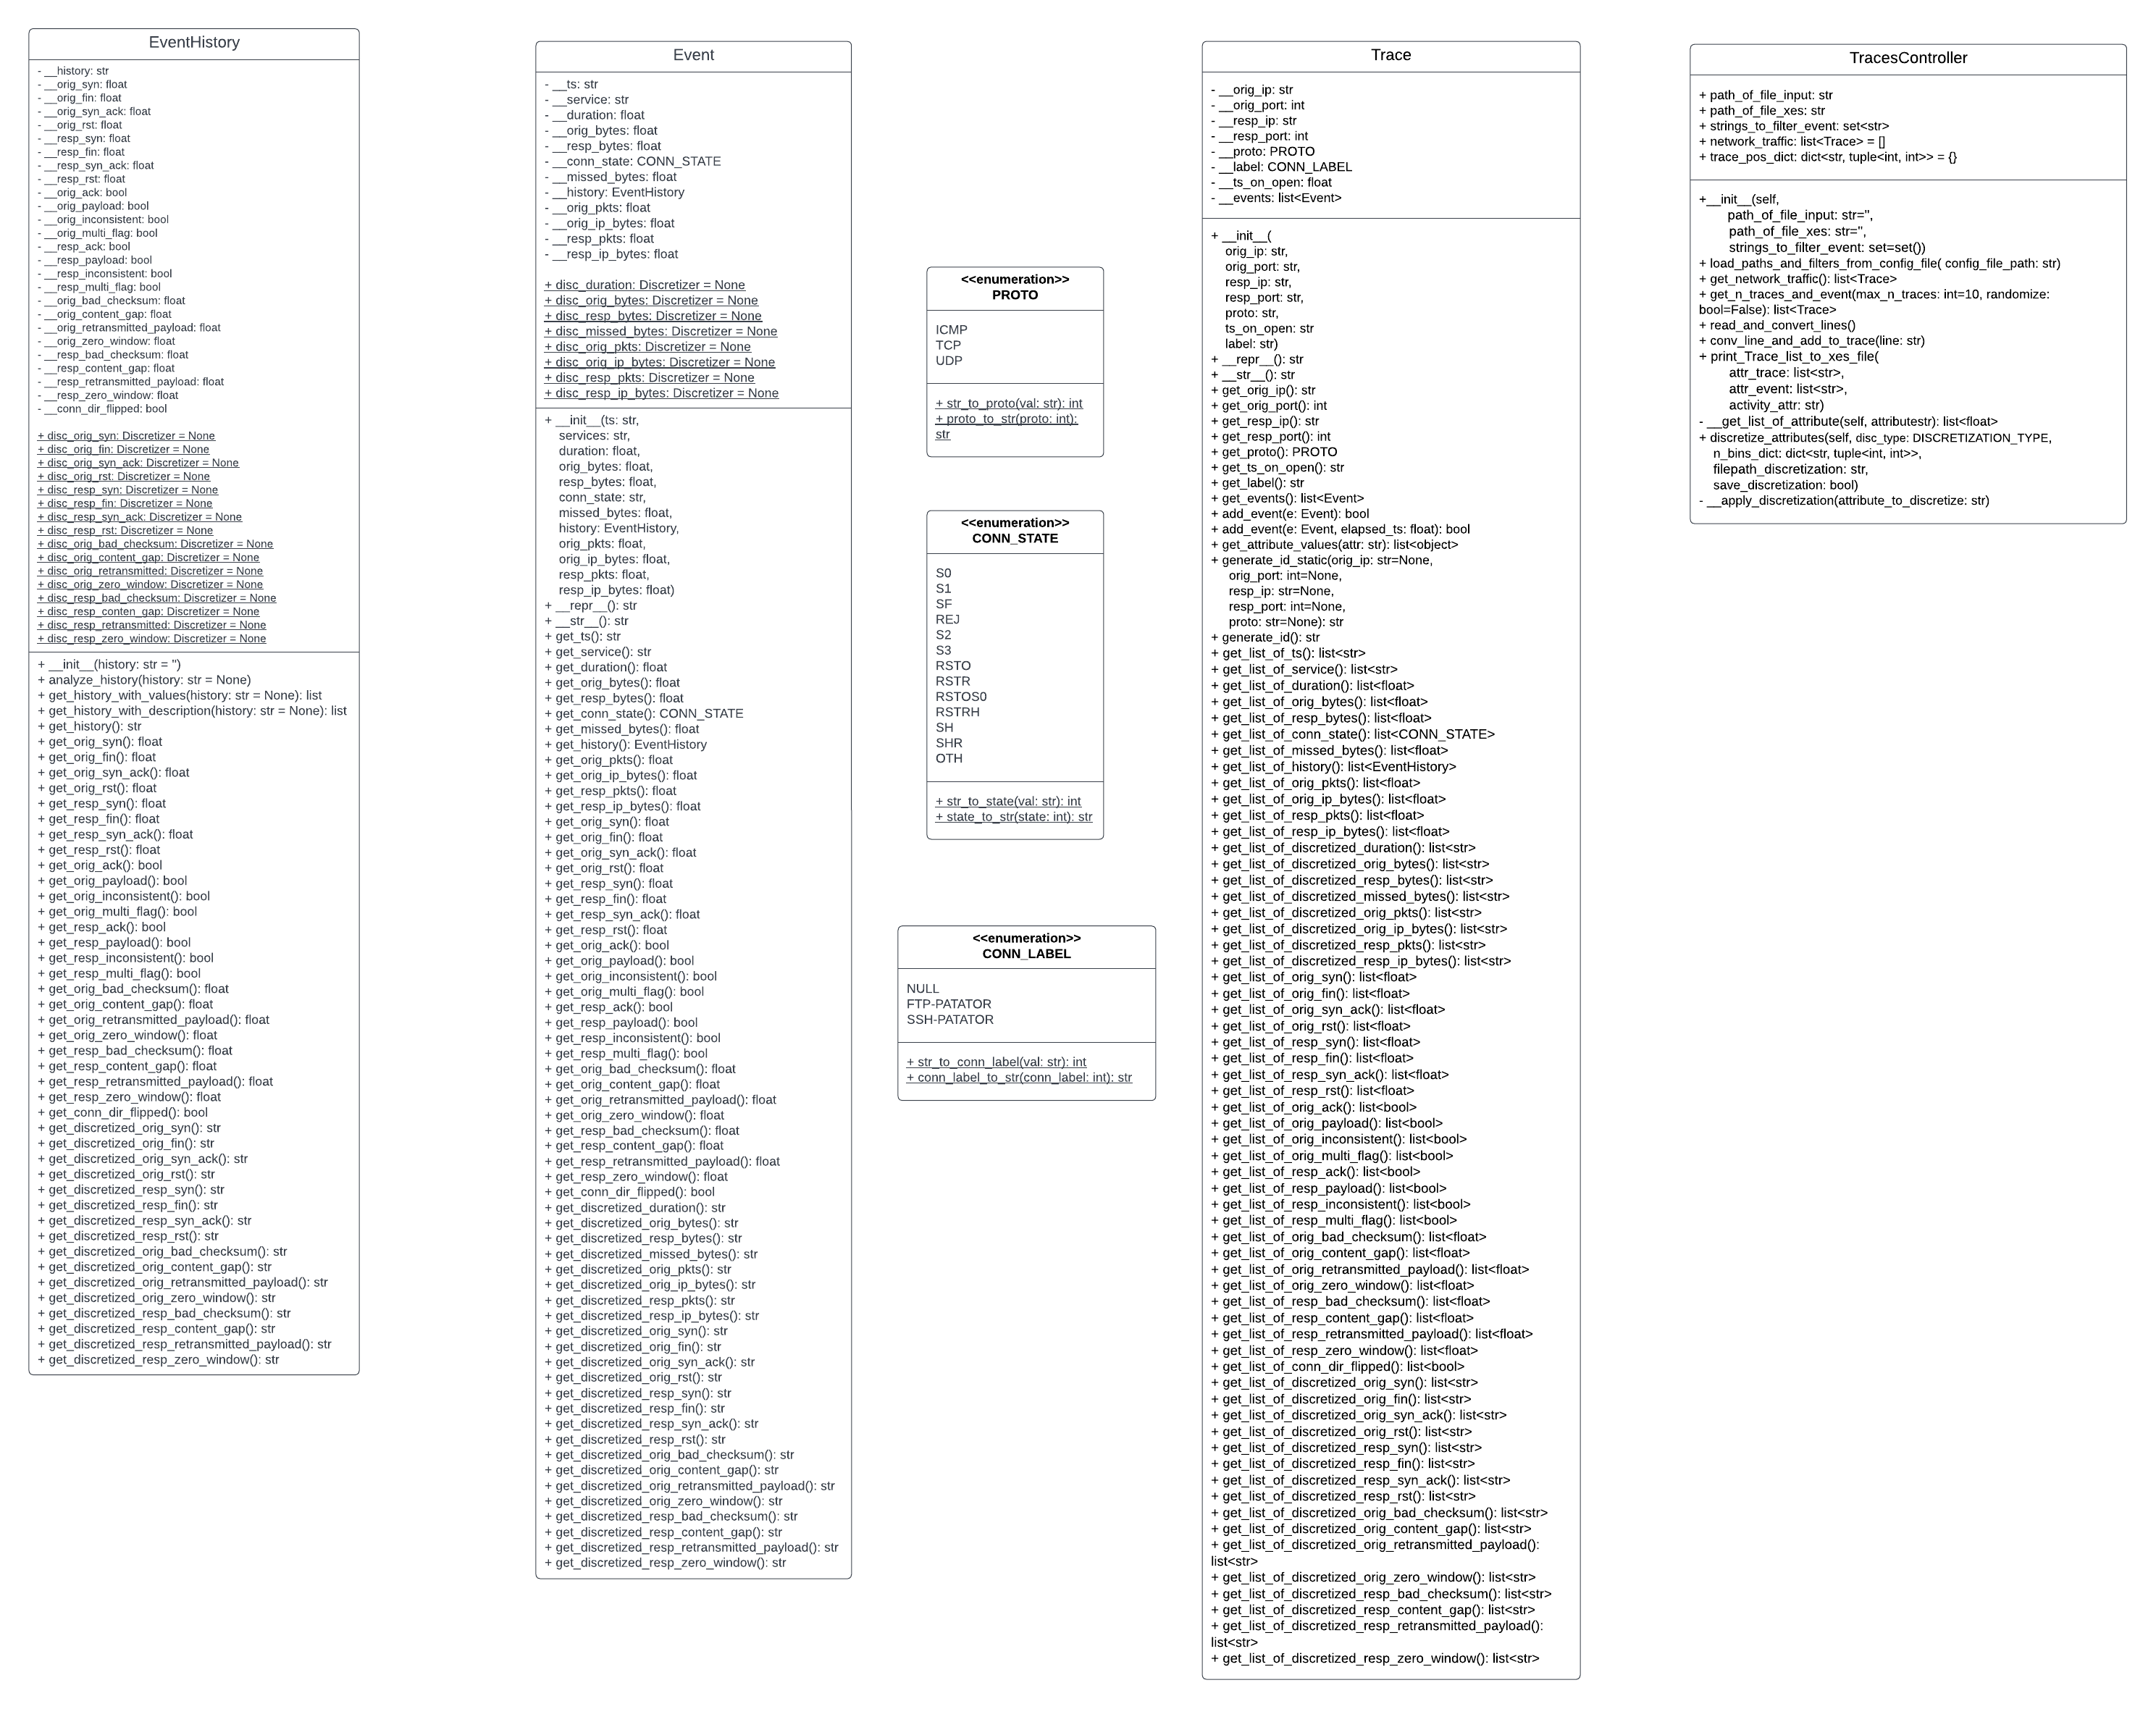 EventHistory
- __history: str
- __orig_syn: float
- __orig_fin: float
- __orig_syn_ack: float
- __orig_rst: float
- __resp_syn: float
- __resp_fin: float
- __resp_syn_ack: float
- __resp_rst: float
- __orig_ack: bool
- __orig_payload: bool
- __orig_inconsistent: bool
- __orig_multi_flag: bool
- __resp_ack: bool
- __resp_payload: bool
- __resp_inconsistent: bool
- __resp_multi_flag: bool
- __orig_bad_checksum: float
- __orig_content_gap: float
- __orig_retransmitted_payload: float
- __orig_zero_window: float
- __resp_bad_checksum: float
- __resp_content_gap: float
- __resp_retransmitted_payload: float
- __resp_zero_window: float
- __conn_dir_flipped: bool
+ disc_orig_syn: Discretizer = None
+ disc_orig_fin: Discretizer = None
+ disc_orig_syn_ack: Discretizer = None
+ disc_orig_rst: Discretizer = None
+ disc_resp_syn: Discretizer = None
+ disc_resp_fin: Discretizer = None
+ disc_resp_syn_ack: Discretizer = None
+ disc_resp_rst: Discretizer = None
+ disc_orig_bad_checksum: Discretizer = None
+ disc_orig_content_gap: Discretizer = None
+ disc_orig_retransmitted: Discretizer = None
+ disc_orig_zero_window: Discretizer = None
+ disc_resp_bad_checksum: Discretizer = None
+ disc_resp_conten_gap: Discretizer = None
+ disc_resp_retransmitted: Discretizer = None
+ disc_resp_zero_window: Discretizer = None
+ __init__(history: str = '')
+ analyze_history(history: str = None)
+ get_history_with_values(history: str = None): list
+ get_history_with_description(history: str = None): list
+ get_history(): str
+ get_orig_syn(): float
+ get_orig_fin(): float
+ get_orig_syn_ack(): float
+ get_orig_rst(): float
+ get_resp_syn(): float
+ get_resp_fin(): float
+ get_resp_syn_ack(): float
+ get_resp_rst(): float
+ get_orig_ack(): bool
+ get_orig_payload(): bool
+ get_orig_inconsistent(): bool
+ get_orig_multi_flag(): bool
+ get_resp_ack(): bool
+ get_resp_payload(): bool
+ get_resp_inconsistent(): bool
+ get_resp_multi_flag(): bool
+ get_orig_bad_checksum(): float
+ get_orig_content_gap(): float
+ get_orig_retransmitted_payload(): float
+ get_orig_zero_window(): float
+ get_resp_bad_checksum(): float
+ get_resp_content_gap(): float
+ get_resp_retransmitted_payload(): float
+ get_resp_zero_window(): float
+ get_conn_dir_flipped(): bool
+ get_discretized_orig_syn(): str
+ get_discretized_orig_fin(): str
+ get_discretized_orig_syn_ack(): str
+ get_discretized_orig_rst(): str
+ get_discretized_resp_syn(): str
+ get_discretized_resp_fin(): str
+ get_discretized_resp_syn_ack(): str
+ get_discretized_resp_rst(): str
+ get_discretized_orig_bad_checksum(): str
+ get_discretized_orig_content_gap(): str
+ get_discretized_orig_retransmitted_payload(): str
+ get_discretized_orig_zero_window(): str
+ get_discretized_resp_bad_checksum(): str
+ get_discretized_resp_content_gap(): str
+ get_discretized_resp_retransmitted_payload(): str
+ get_discretized_resp_zero_window(): str
Event
- __ts: str
- __service: str
- __duration: float
- __orig_bytes: float
- __resp_bytes: float
- __conn_state: CONN_STATE
- __missed_bytes: float
- __history: EventHistory
- __orig_pkts: float
- __orig_ip_bytes: float
- __resp_pkts: float
- __resp_ip_bytes: float
+ disc_duration: Discretizer = None
+ disc_orig_bytes: Discretizer = None
+ disc_resp_bytes: Discretizer = None
+ disc_missed_bytes: Discretizer = None
+ disc_orig_pkts: Discretizer = None
+ disc_orig_ip_bytes: Discretizer = None
+ disc_resp_pkts: Discretizer = None
+ disc_resp_ip_bytes: Discretizer = None
+ __init__(ts: str,
services: str,
duration: float,
orig_bytes: float,
resp_bytes: float,
conn_state: str,
missed_bytes: float,
history: EventHistory,
orig_pkts: float,
orig_ip_bytes: float,
resp_pkts: float,
resp_ip_bytes: float)
+ __repr__(): str
+ __str__(): str
+ get_ts(): str
+ get_service(): str
+ get_duration(): float
+ get_orig_bytes(): float
+ get_resp_bytes(): float
+ get_conn_state(): CONN_STATE
+ get_missed_bytes(): float
+ get_history(): EventHistory
+ get_orig_pkts(): float
+ get_orig_ip_bytes(): float
+ get_resp_pkts(): float
+ get_resp_ip_bytes(): float
+ get_orig_syn(): float
+ get_orig_fin(): float
+ get_orig_syn_ack(): float
+ get_orig_rst(): float
+ get_resp_syn(): float
+ get_resp_fin(): float
+ get_resp_syn_ack(): float
+ get_resp_rst(): float
+ get_orig_ack(): bool
+ get_orig_payload(): bool
+ get_orig_inconsistent(): bool
+ get_orig_multi_flag(): bool
+ get_resp_ack(): bool
+ get_resp_payload(): bool
+ get_resp_inconsistent(): bool
+ get_resp_multi_flag(): bool
+ get_orig_bad_checksum(): float
+ get_orig_content_gap(): float
+ get_orig_retransmitted_payload(): float
+ get_orig_zero_window(): float
+ get_resp_bad_checksum(): float
+ get_resp_content_gap(): float
+ get_resp_retransmitted_payload(): float
+ get_resp_zero_window(): float
+ get_conn_dir_flipped(): bool
+ get_discretized_duration(): str
+ get_discretized_orig_bytes(): str
+ get_discretized_resp_bytes(): str
+ get_discretized_missed_bytes(): str
+ get_discretized_orig_pkts(): str
+ get_discretized_orig_ip_bytes(): str
+ get_discretized_resp_pkts(): str
+ get_discretized_resp_ip_bytes(): str
+ get_discretized_orig_syn(): str
+ get_discretized_orig_fin(): str
+ get_discretized_orig_syn_ack(): str
+ get_discretized_orig_rst(): str
+ get_discretized_resp_syn(): str
+ get_discretized_resp_fin(): str
+ get_discretized_resp_syn_ack(): str
+ get_discretized_resp_rst(): str
+ get_discretized_orig_bad_checksum(): str
+ get_discretized_orig_content_gap(): str
+ get_discretized_orig_retransmitted_payload(): str
+ get_discretized_orig_zero_window(): str
+ get_discretized_resp_bad_checksum(): str
+ get_discretized_resp_content_gap(): str
+ get_discretized_resp_retransmitted_payload(): str
+ get_discretized_resp_zero_window(): str
<<enumeration>>
PROTO
ICMP
TCP
UDP
+ str_to_proto(val: str): int
+ proto_to_str(proto: int):
str
<<enumeration>>
CONN_STATE
S0
S1
SF
REJ
S2
S3
RSTO
RSTR
RSTOS0
RSTRH
SH
SHR
OTH
+ str_to_state(val: str): int
+ state_to_str(state: int): str
<<enumeration>>
CONN_LABEL
NULL
FTP-PATATOR
SSH-PATATOR
+ str_to_conn_label(val: str): int
+ conn_label_to_str(conn_label: int): str
Trace
- __orig_ip: str
- __orig_port: int
- __resp_ip: str
- __resp_port: int
- __proto: PROTO
- __label: CONN_LABEL
- __ts_on_open: float
- __events: list<Event>
+ __init__(
orig_ip: str,
orig_port: str,
resp_ip: str,
resp_port: str,
proto: str,
ts_on_open: str
label: str)
+ __repr__(): str
+ __str__(): str
+ get_orig_ip(): str
+ get_orig_port(): int
+ get_resp_ip(): str
+ get_resp_port(): int
+ get_proto(): PROTO
+ get_ts_on_open(): str
+ get_label(): str
+ get_events(): list<Event>
+ add_event(e: Event): bool
+ add_event(e: Event, elapsed_ts: float): bool
+ get_attribute_values(attr: str): list<object>
+ generate_id_static(orig_ip: str=None,
orig_port: int=None,
resp_ip: str=None,
resp_port: int=None,
proto: str=None): str
+ generate_id(): str
+ get_list_of_ts(): list<str>
+ get_list_of_service(): list<str>
+ get_list_of_duration(): list<float>
+ get_list_of_orig_bytes(): list<float>
+ get_list_of_resp_bytes(): list<float>
+ get_list_of_conn_state(): list<CONN_STATE>
+ get_list_of_missed_bytes(): list<float>
+ get_list_of_history(): list<EventHistory>
+ get_list_of_orig_pkts(): list<float>
+ get_list_of_orig_ip_bytes(): list<float>
+ get_list_of_resp_pkts(): list<float>
+ get_list_of_resp_ip_bytes(): list<float>
+ get_list_of_discretized_duration(): list<str>
+ get_list_of_discretized_orig_bytes(): list<str>
+ get_list_of_discretized_resp_bytes(): list<str>
+ get_list_of_discretized_missed_bytes(): list<str>
+ get_list_of_discretized_orig_pkts(): list<str>
+ get_list_of_discretized_orig_ip_bytes(): list<str>
+ get_list_of_discretized_resp_pkts(): list<str>
+ get_list_of_discretized_resp_ip_bytes(): list<str>
+ get_list_of_orig_syn(): list<float>
+ get_list_of_orig_fin(): list<float>
+ get_list_of_orig_syn_ack(): list<float>
+ get_list_of_orig_rst(): list<float>
+ get_list_of_resp_syn(): list<float>
+ get_list_of_resp_fin(): list<float>
+ get_list_of_resp_syn_ack(): list<float>
+ get_list_of_resp_rst(): list<float>
+ get_list_of_orig_ack(): list<bool>
+ get_list_of_orig_payload(): list<bool>
+ get_list_of_orig_inconsistent(): list<bool>
+ get_list_of_orig_multi_flag(): list<bool>
+ get_list_of_resp_ack(): list<bool>
+ get_list_of_resp_payload(): list<bool>
+ get_list_of_resp_inconsistent(): list<bool>
+ get_list_of_resp_multi_flag(): list<bool>
+ get_list_of_orig_bad_checksum(): list<float>
+ get_list_of_orig_content_gap(): list<float>
+ get_list_of_orig_retransmitted_payload(): list<float>
+ get_list_of_orig_zero_window(): list<float>
+ get_list_of_resp_bad_checksum(): list<float>
+ get_list_of_resp_content_gap(): list<float>
+ get_list_of_resp_retransmitted_payload(): list<float>
+ get_list_of_resp_zero_window(): list<float>
+ get_list_of_conn_dir_flipped(): list<bool>
+ get_list_of_discretized_orig_syn(): list<str>
+ get_list_of_discretized_orig_fin(): list<str>
+ get_list_of_discretized_orig_syn_ack(): list<str>
+ get_list_of_discretized_orig_rst(): list<str>
+ get_list_of_discretized_resp_syn(): list<str>
+ get_list_of_discretized_resp_fin(): list<str>
+ get_list_of_discretized_resp_syn_ack(): list<str>
+ get_list_of_discretized_resp_rst(): list<str>
+ get_list_of_discretized_orig_bad_checksum(): list<str>
+ get_list_of_discretized_orig_content_gap(): list<str>
+ get_list_of_discretized_orig_retransmitted_payload():
list<str>
+ get_list_of_discretized_orig_zero_window(): list<str>
+ get_list_of_discretized_resp_bad_checksum(): list<str>
+ get_list_of_discretized_resp_content_gap(): list<str>
+ get_list_of_discretized_resp_retransmitted_payload():
list<str>
+ get_list_of_discretized_resp_zero_window(): list<str>
TracesController
+ path_of_file_input: str
+ path_of_file_xes: str
+ strings_to_filter_event: set<str>
+ network_traffic: list<Trace> = []
+ trace_pos_dict: dict<str, tuple<int, int>> = {}
+__init__(self,
path_of_file_input: str='',
path_of_file_xes: str='',
strings_to_filter_event: set=set())
+ load_paths_and_filters_from_config_file( config_file_path: str)
+ get_network_traffic(): list<Trace>
+ get_n_traces_and_event(max_n_traces: int=10, randomize:
bool=False): list<Trace>
+ read_and_convert_lines()
+ conv_line_and_add_to_trace(line: str)
+ print_Trace_list_to_xes_file(
attr_trace: list<str>,
attr_event: list<str>,
activity_attr: str)
- __get_list_of_attribute(self, attributestr): list<float>
+ discretize_attributes(self, disc_type: DISCRETIZATION_TYPE,
n_bins_dict: dict<str, tuple<int, int>>,
filepath_discretization: str,
save_discretization: bool)
- __apply_discretization(attribute_to_discretize: str)